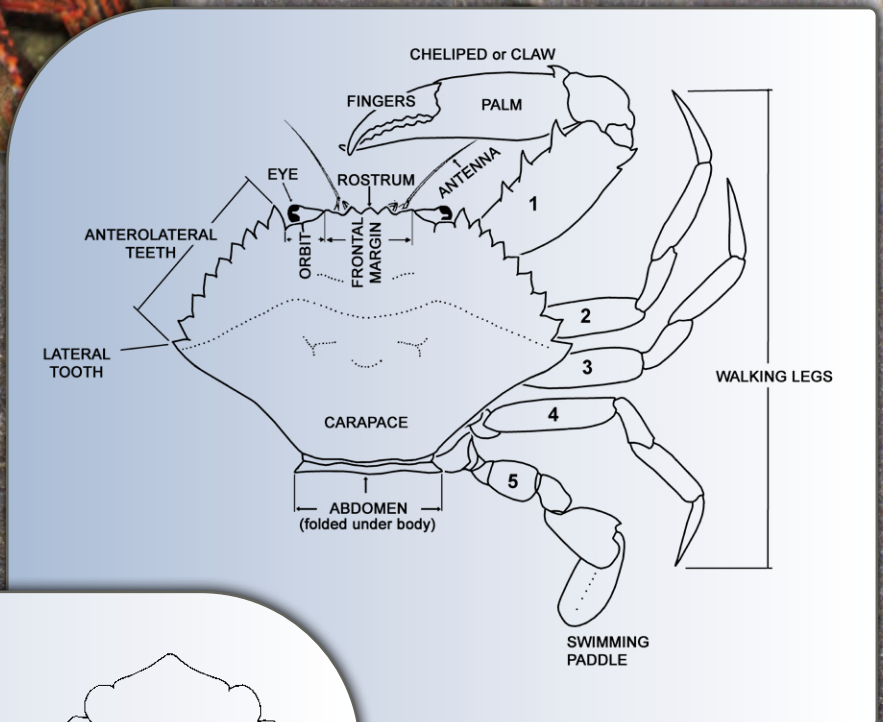 CHELIPED or CLAW
FINGERS
PALM
ANTENNA
EYE
ROSTRUM
1
ANTEROLATERAL
TEETH
ORBIT
FRONTAL
MARGIN
2
LATERAL
TOOTH
3
WALKING LEGS
4
CARAPACE
5
ABDOMEN
(folded under body)
SWIMMING
PADDLE